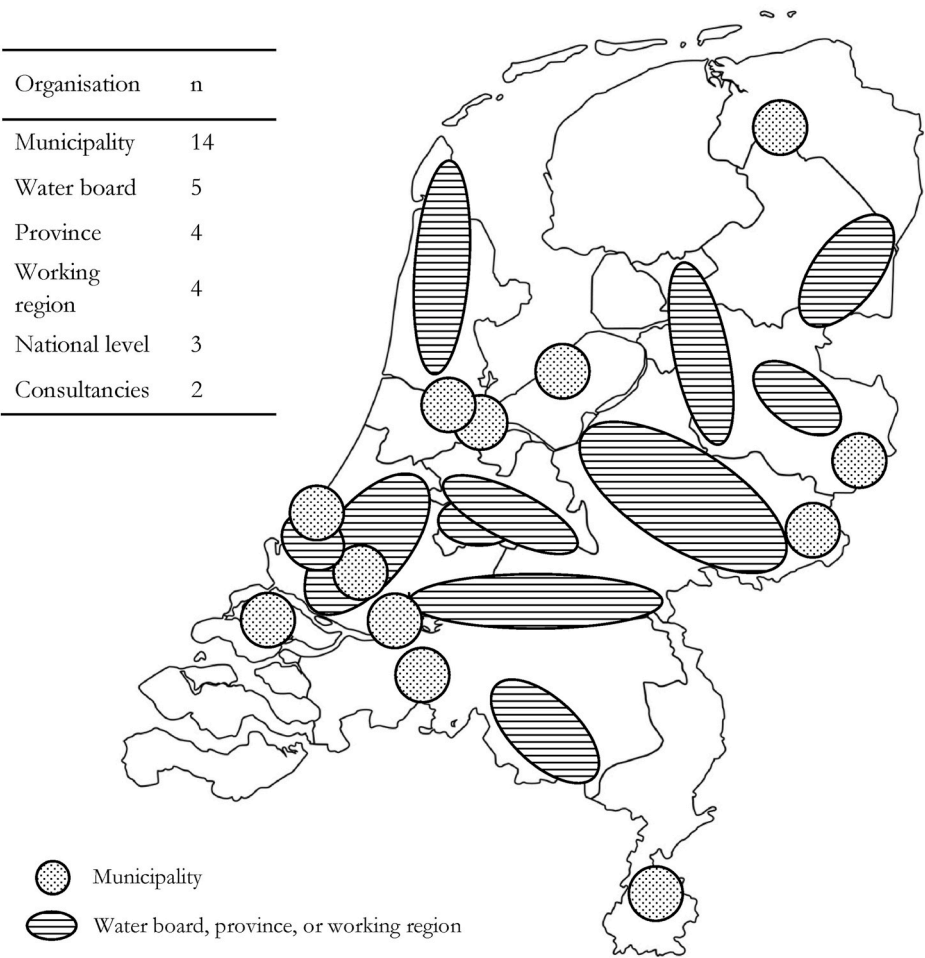 Organisation n
Municipality 14
Water board 5
Province 4
Working
region 4
National level 3
Consultancies 2
Municipality
Water board, province, or working region